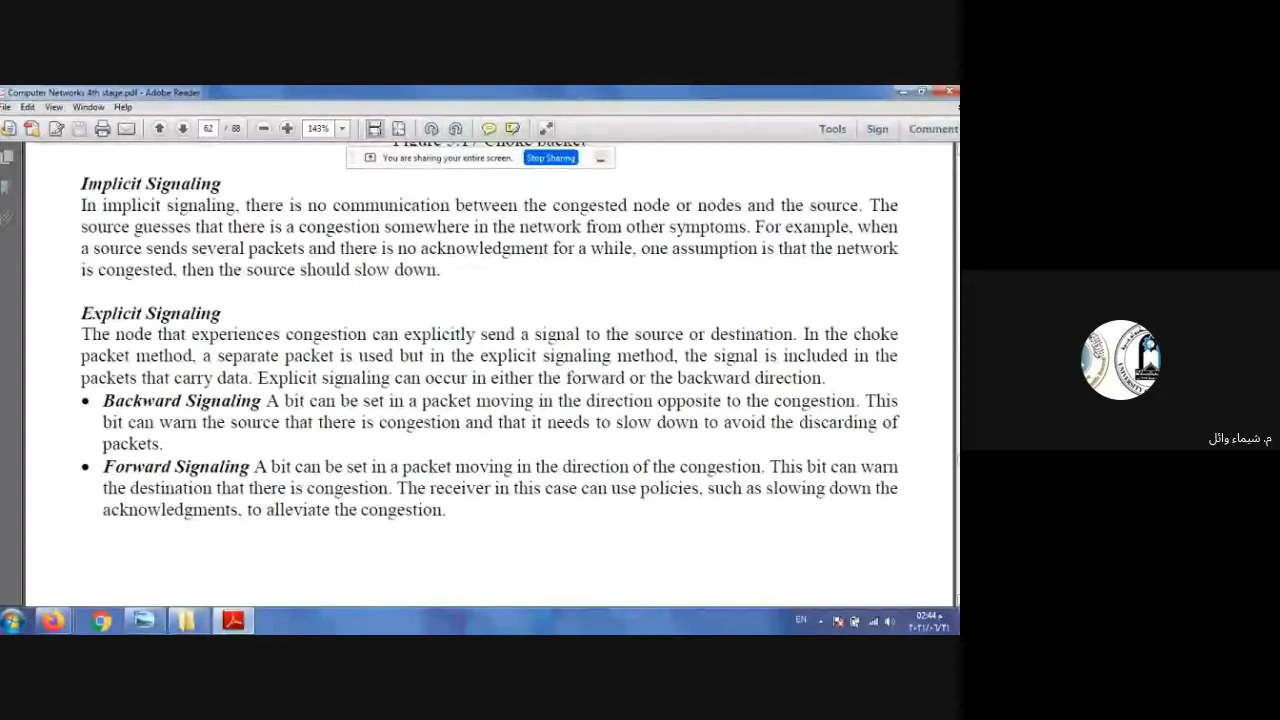 Computer Networks 4th stage.pdf - Adobe Reader
File Edit View Window Help
62 / 88 143% Tools Sign Comment
You are sharing your entire screen. Stop Sharing
Implicit Signaling
In implicit signaling, there is no communication between the congested node or nodes and the source. The
source guesses that there is a congestion somewhere in the network from other symptoms. For example, when
a source sends several packets and there is no acknowledgment for a while, one assumption is that the network
is congested, then the source should slow down.
Explicit Signaling
The node that experiences congestion can explicitly send a signal to the source or destination. In the choke
packet method, a separate packet is used but in the explicit signaling method, the signal is included in the
packets that carry data. Explicit signaling can occur in either the forward or the backward direction.
• Backward Signaling A bit can be set in a packet moving in the direction opposite to the congestion. This
bit can warn the source that there is congestion and that it needs to slow down to avoid the discarding of
packets.
• Forward Signaling A bit can be set in a packet moving in the direction of the congestion. This bit can warn
the destination that there is congestion. The receiver in this case can use policies, such as slowing down the
acknowledgments, to alleviate the congestion.
م. شيماء وائل
EN 02:44 م
٢٠٢١/٠٦/٢١